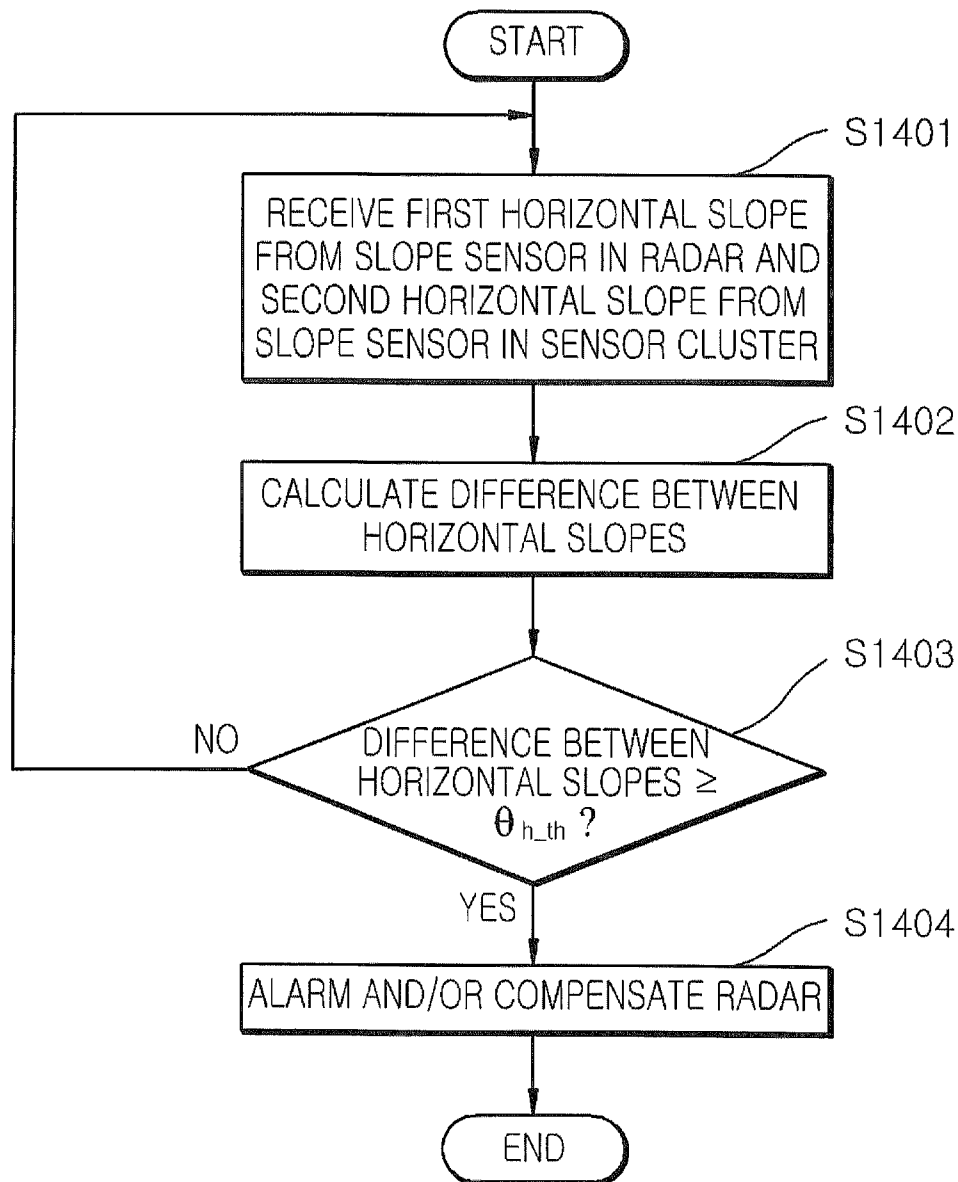 START
S1401
RECEIVE FIRST HORIZONTAL SLOPE
FROM SLOPE SENSOR IN RADAR AND
SECOND HORIZONTAL SLOPE FROM
SLOPE SENSOR IN SENSOR CLUSTER
S1402
CALCULATE DIFFERENCE BETWEEN
HORIZONTAL SLOPES
S1403
NO
DIFFERENCE BETWEEN
HORIZONTAL SLOPES ≥
θ h_th ?
YES
S1404
ALARM AND/OR COMPENSATE RADAR
END